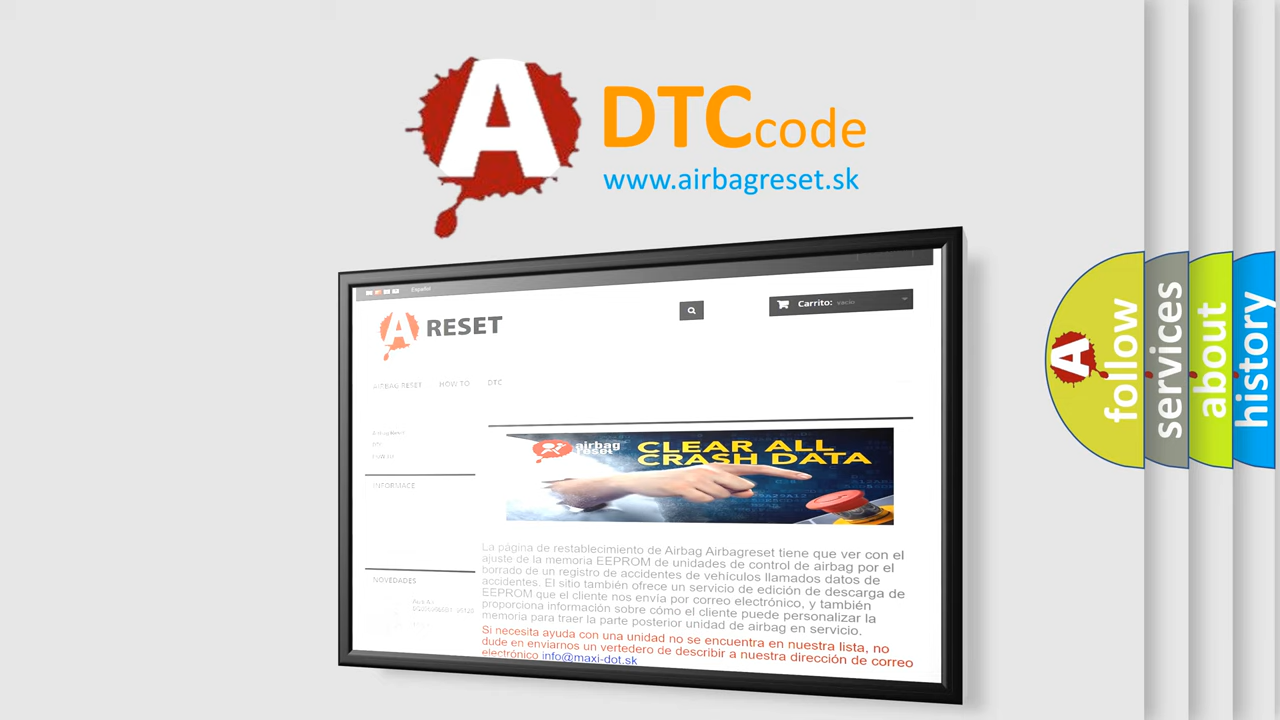 A
DTCcode
www.airbagreset.sk
Español
A RESET
Carrito: vacío
AIRBAG RESET HOW TO DTC
INFORMACE
airbag
reset
CLEAR ALL
CRASH DATA
La página de restablecimiento de Airbag Airbagreset tiene que ver con el
ajuste de la memoria EEPROM de unidades de control de airbag por el
borrado de un registro de accidentes de vehículos llamados datos de
accidentes. El sitio también ofrece un servicio de edición de descarga de
EEPROM que el cliente nos envía por correo electrónico, y también
proporciona información sobre cómo el cliente puede personalizar la
memoria para traer la parte posterior unidad de airbag en servicio.
Si necesita ayuda con una unidad no se encuentra en nuestra lista, no
dude en enviarnos un vertedero de describir a nuestra dirección de correo
electrónico info@maxi-dot.sk
NOVEDADES
A
follow
services
about
history